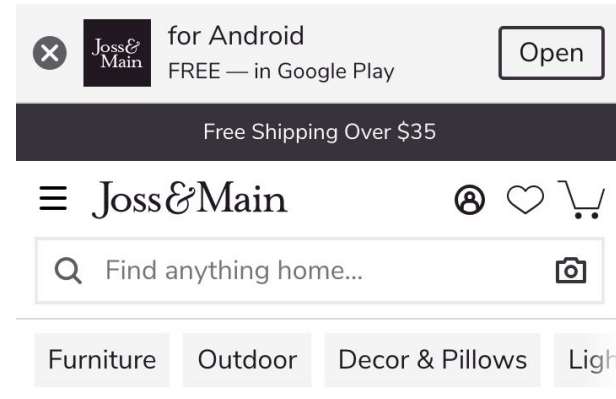 Joss&
Main
for Android
FREE — in Google Play
Open
Free Shipping Over $35
Joss&Main
Find anything home...
Furniture Outdoor Decor & Pillows Ligh